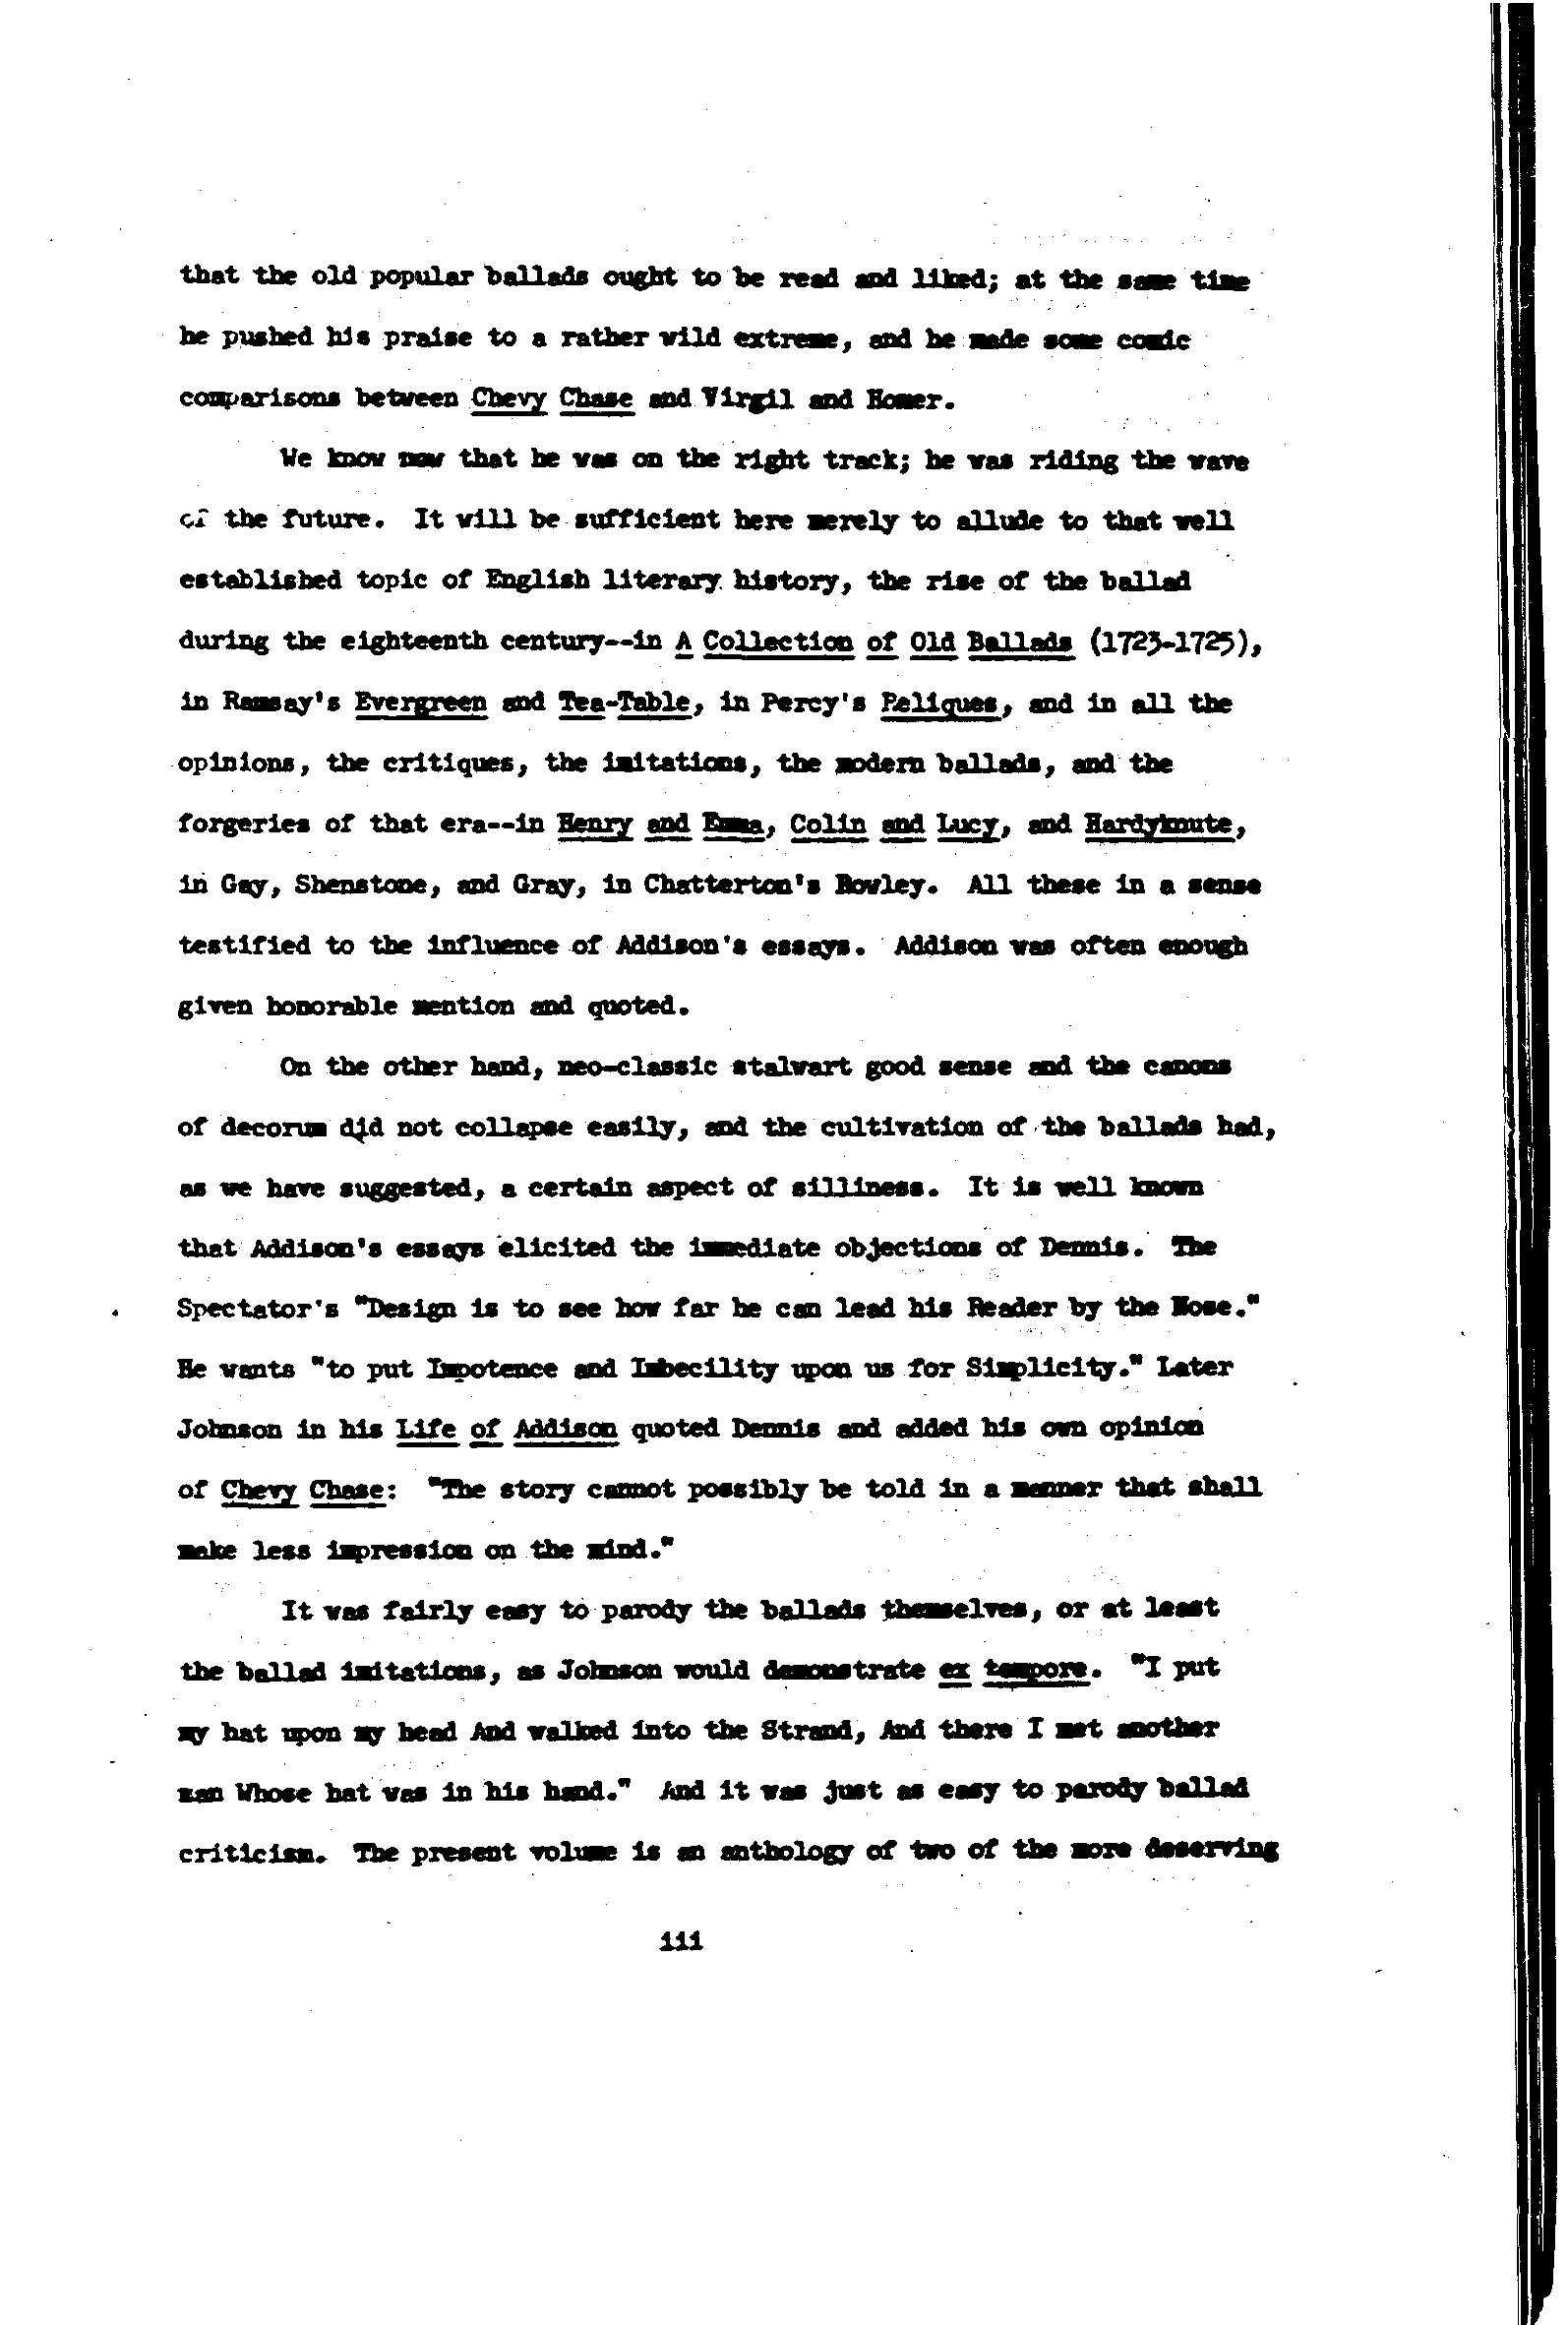 that the old popular ballads ought to be read and liked; at the same time
he pushed his praise to a rather wild extreme, and he made some comic
comparisons between Chevy Chase and Virgil and Homer.
We know now that he was on the right track; he was riding the wave
of the future. It will be sufficient here merely to allude to that well
established topic of English literary history, the rise of the ballad
during the eighteenth century--in A Collection of Old Ballads (1723-1725),
in Ramsay's Evergreen and Tea-Table, in Percy's Reliques, and in all the
opinions, the critiques, the imitations, the modern ballads, and the
forgeries of that era--in Henry and Emma, Colin and Lucy, and Hardyknute,
in Gay, Shenstone, and Gray, in Chatterton's Rowley. All these in a sense
testified to the influence of Addison's essays. Addison was often enough
given honorable mention and quoted.
On the other hand, neo-classic stalwart good sense and the canons
of decorum did not collapse easily, and the cultivation of the ballads had,
as we have suggested, a certain aspect of silliness. It is well known
that Addison's essays elicited the immediate objections of Dennis. The
Spectator's "Design is to see how far he can lead his Reader by the Nose."
He wants "to put Impotence and Imbecility upon us for Simplicity." Later
Johnson in his Life of Addison quoted Dennis and added his own opinion
of Chevy Chase: "The story cannot possibly be told in a manner that shall
make less impression on the mind."
It was fairly easy to parody the ballads themselves, or at least
the ballad imitations, as Johnson would demonstrate ex tempore. "I put
my hat upon my head And walked into the Strand, And there I met another
man Whose hat was in his hand." And it was just as easy to parody ballad
criticism. The present volume is an anthology of two of the more deserving
iii